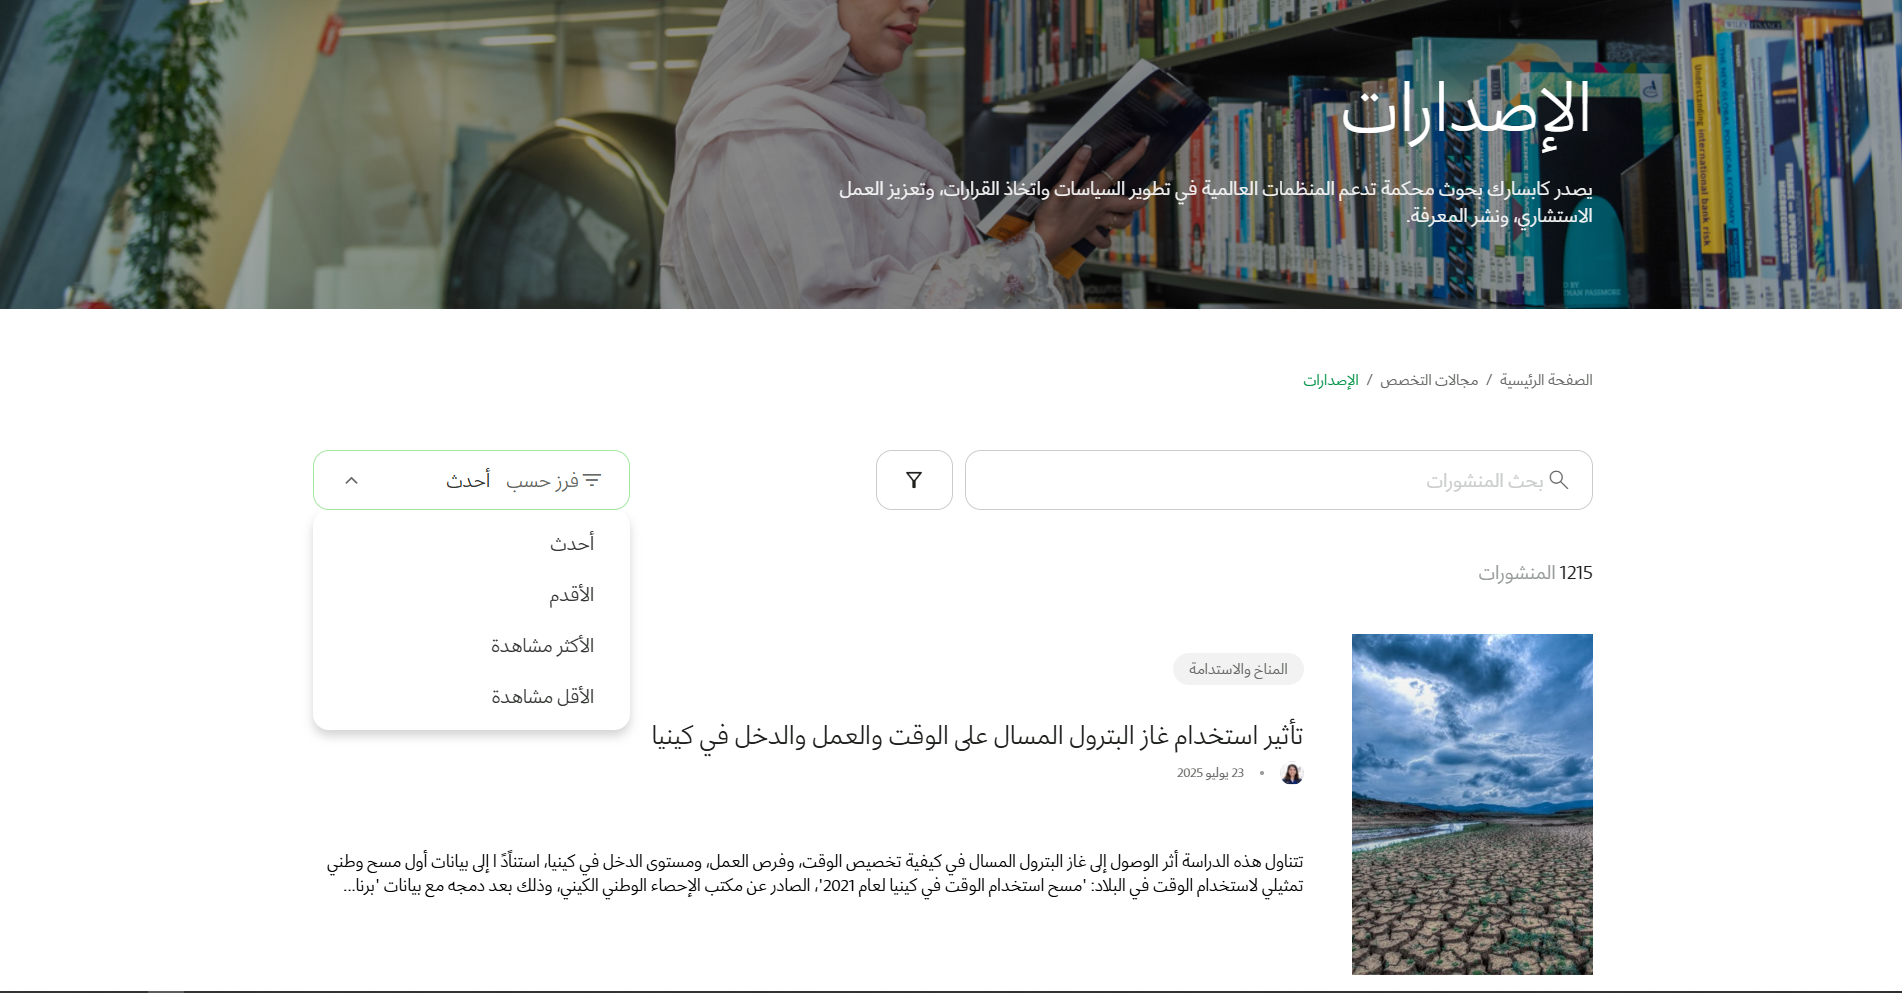 الإصدارات
يصدر كابسارك بحوث محكمة تدعم المنظمات العالمية في تطوير السياسات واتخاذ القرارات، وتعزيز العمل
الاستشاري، ونشر المعرفة.
الصفحة الرئيسية / مجالات التخصص / الإصدارات
بحث المنشورات
فرز حسب أحدث
أحدث
الأقدم
الأكثر مشاهدة
الأقل مشاهدة
1215 المنشورات
المناخ والاستدامة
تأثير استخدام غاز البترول المسال على الوقت والعمل والدخل في كينيا
23 يوليو 2025
تتناول هذه الدراسة أثر الوصول إلى غاز البترول المسال في كيفية تخصيص الوقت، وفرص العمل، ومستوى الدخل في كينيا، استناًدً ا إلى بيانات أول مسح وطني
تمثيلي لاستخدام الوقت في البلاد: 'مسح استخدام الوقت في كينيا لعام 2021'، الصادر عن مكتب الإحصاء الوطني الكيني، وذلك بعد دمجه مع بيانات 'برنا...
Understanding international bank risk